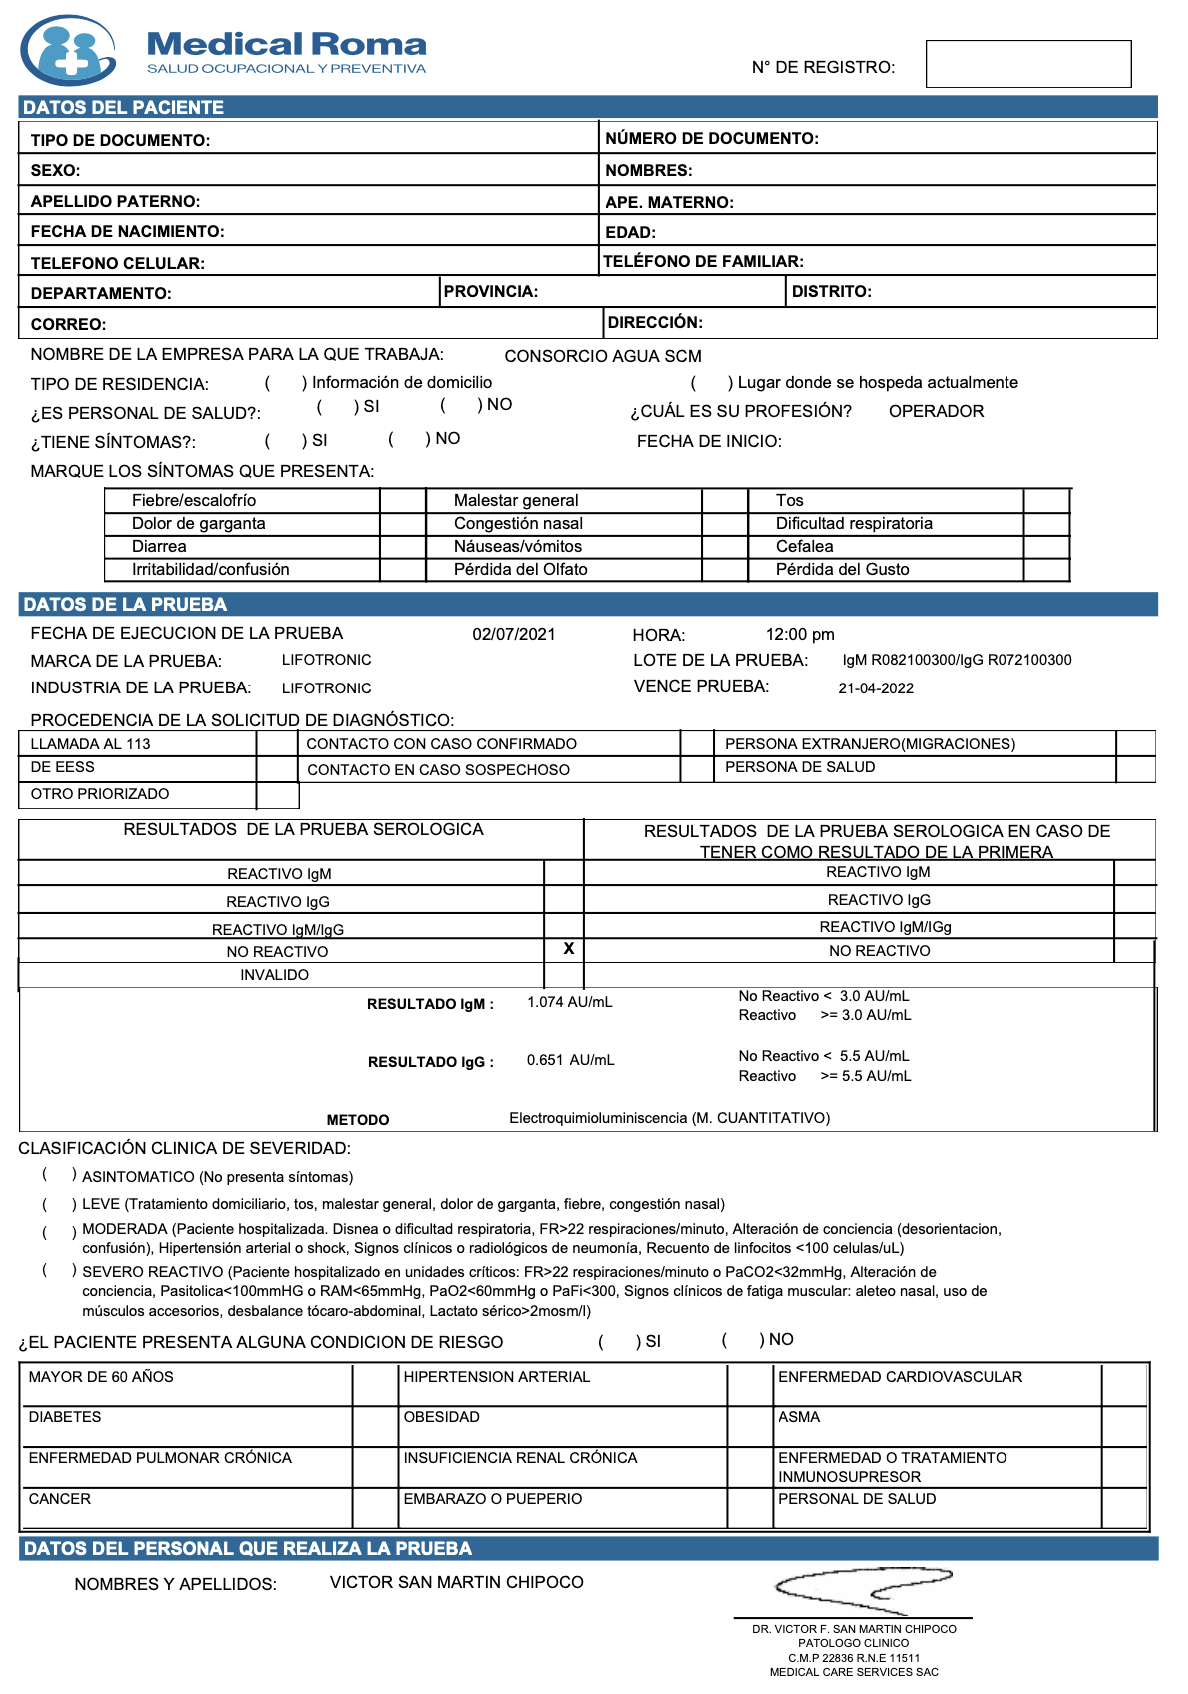 Medical Roma
SALUD OCUPACIONAL Y PREVENTIVA
N° DE REGISTRO:
DATOS DEL PACIENTE
TIPO DE DOCUMENTO: NÚMERO DE DOCUMENTO:
SEXO: NOMBRES:
APELLIDO PATERNO: APE. MATERNO:
FECHA DE NACIMIENTO: EDAD:
TELEFONO CELULAR: TELÉFONO DE FAMILIAR:
DEPARTAMENTO: PROVINCIA: DISTRITO:
CORREO: DIRECCIÓN:
NOMBRE DE LA EMPRESA PARA LA QUE TRABAJA: CONSORCIO AGUA SCM
TIPO DE RESIDENCIA: ( ) Información de domicilio ( ) Lugar donde se hospeda actualmente
¿ES PERSONAL DE SALUD?: ( ) SI ( ) NO ¿CUÁL ES SU PROFESIÓN? OPERADOR
¿TIENE SÍNTOMAS?: ( ) SI ( ) NO FECHA DE INICIO:
MARQUE LOS SÍNTOMAS QUE PRESENTA:
Fiebre/escalofrío Malestar general Tos
Dolor de garganta Congestión nasal Dificultad respiratoria
Diarrea Náuseas/vómitos Cefalea
Irritabilidad/confusión Pérdida del Olfato Pérdida del Gusto
DATOS DE LA PRUEBA
FECHA DE EJECUCION DE LA PRUEBA 02/07/2021 HORA: 12:00 pm
MARCA DE LA PRUEBA: LIFOTRONIC LOTE DE LA PRUEBA: IgM R082100300/IgG R072100300
INDUSTRIA DE LA PRUEBA: LIFOTRONIC VENCE PRUEBA: 21-04-2022
PROCEDENCIA DE LA SOLICITUD DE DIAGNÓSTICO:
LLAMADA AL 113 CONTACTO CON CASO CONFIRMADO PERSONA EXTRANJERO(MIGRACIONES)
DE EESS CONTACTO EN CASO SOSPECHOSO PERSONA DE SALUD
OTRO PRIORIZADO
RESULTADOS DE LA PRUEBA SEROLOGICA RESULTADOS DE LA PRUEBA SEROLOGICA EN CASO DE
TENER COMO RESULTADO DE LA PRIMERA
REACTIVO IgM REACTIVO IgM
REACTIVO IgG REACTIVO IgG
REACTIVO IgM/IgG REACTIVO IgM/IGg
NO REACTIVO X NO REACTIVO
INVALIDO
RESULTADO IgM : 1.074 AU/mL No Reactivo < 3.0 AU/mL
Reactivo >= 3.0 AU/mL
RESULTADO IgG : 0.651 AU/mL No Reactivo < 5.5 AU/mL
Reactivo >= 5.5 AU/mL
METODO Electroquimioluminiscencia (M. CUANTITATIVO)
CLASIFICACIÓN CLINICA DE SEVERIDAD:
( ) ASINTOMATICO (No presenta síntomas)
( ) LEVE (Tratamiento domiciliario, tos, malestar general, dolor de garganta, fiebre, congestión nasal)
( ) MODERADA (Paciente hospitalizada. Disnea o dificultad respiratoria, FR>22 respiraciones/minuto, Alteración de conciencia (desorientacion,
confusión), Hipertensión arterial o shock, Signos clínicos o radiológicos de neumonía, Recuento de linfocitos <100 celulas/uL)
( ) SEVERO REACTIVO (Paciente hospitalizado en unidades críticos: FR>22 respiraciones/minuto o PaCO2<32mmHg, Alteración de
conciencia, Pasitolica<100mmHG o RAM<65mmHg, PaO2<60mmHg o PaFi<300, Signos clínicos de fatiga muscular: aleteo nasal, uso de
músculos accesorios, desbalance tócaro-abdominal, Lactato sérico>2mosm/l)
¿EL PACIENTE PRESENTA ALGUNA CONDICION DE RIESGO ( ) SI ( ) NO
MAYOR DE 60 AÑOS HIPERTENSION ARTERIAL ENFERMEDAD CARDIOVASCULAR
DIABETES OBESIDAD ASMA
ENFERMEDAD PULMONAR CRÓNICA INSUFICIENCIA RENAL CRÓNICA ENFERMEDAD O TRATAMIENTO
INMUNOSUPRESOR
CANCER EMBARAZO O PUEPERIO PERSONAL DE SALUD
DATOS DEL PERSONAL QUE REALIZA LA PRUEBA
NOMBRES Y APELLIDOS: VICTOR SAN MARTIN CHIPOCO
DR. VICTOR F. SAN MARTIN CHIPOCO
PATOLOGO CLINICO
C.M.P 22836 R.N.E 11511
MEDICAL CARE SERVICES SAC